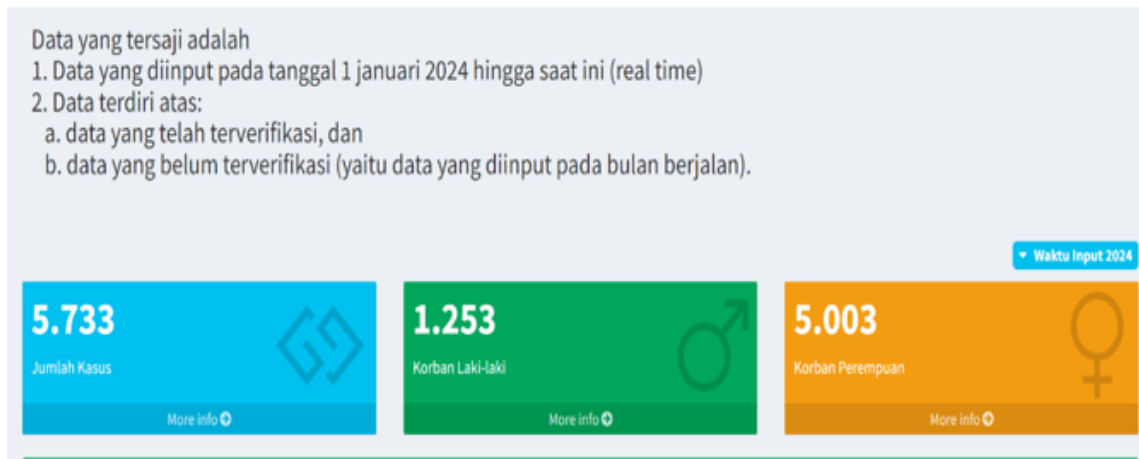 Data yang tersaji adalah
1. Data yang diinput pada tanggal 1 januari 2024 hingga saat ini (real time)
2. Data terdiri atas:
a. data yang telah terverifikasi, dan
b. data yang belum terverifikasi (yaitu data yang diinput pada bulan berjalan).
Waktu Input 2024
5.733
Jumlah Kasus
More info
1.253
Korban Laki-laki
More info
5.003
Korban Perempuan
More info